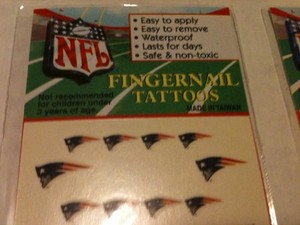 NFL
• Easy to apply
• Easy to remove
• Waterproof
• Lasts for days
• Safe & non-toxic
FINGERNAIL
TATTOOS
Not recommended
for children under
3 years of age.
MADE IN TAIWAN